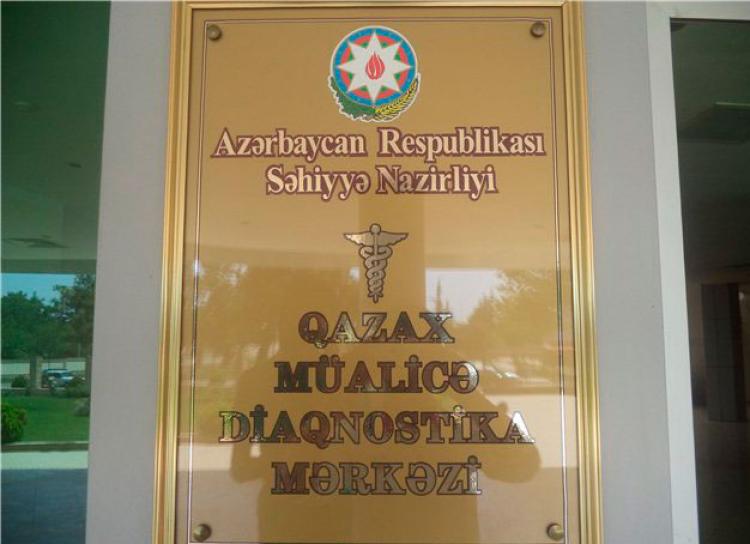 Azərbaycan Respublikası
Səhiyyə Nazirliyi
QAZAX
MÜALİCƏ
DİAQNOSTİKA
MƏRKƏZİ